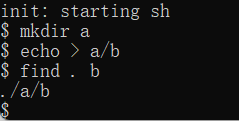 init: starting sh
$ mkdir a
$ echo > a/b
$ find . b
./a/b
$